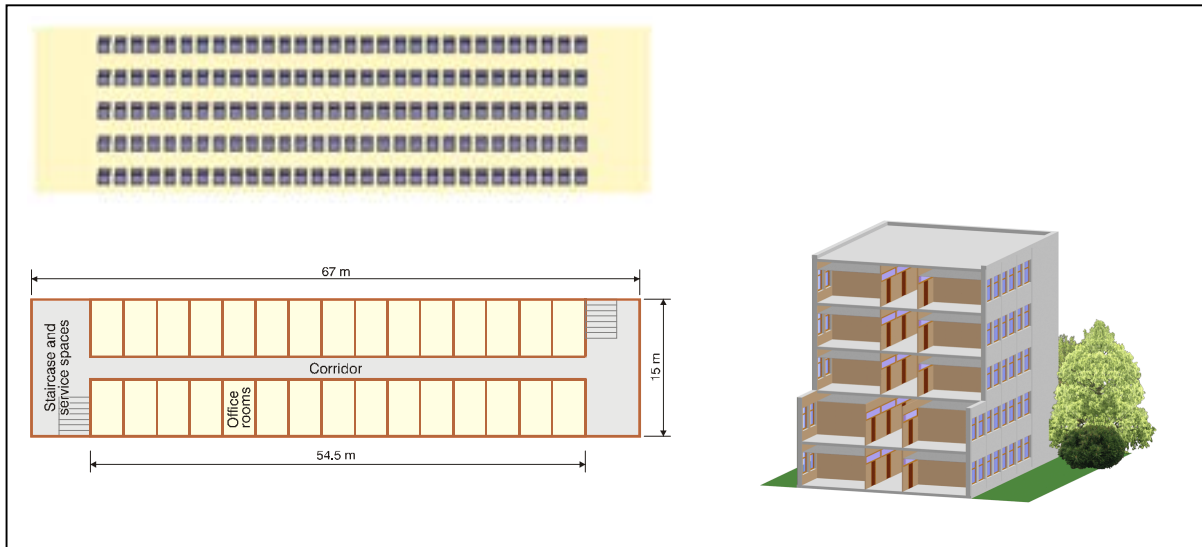 67 m
Staircase and
service spaces
Corridor
Office
rooms
15 m
54.5 m